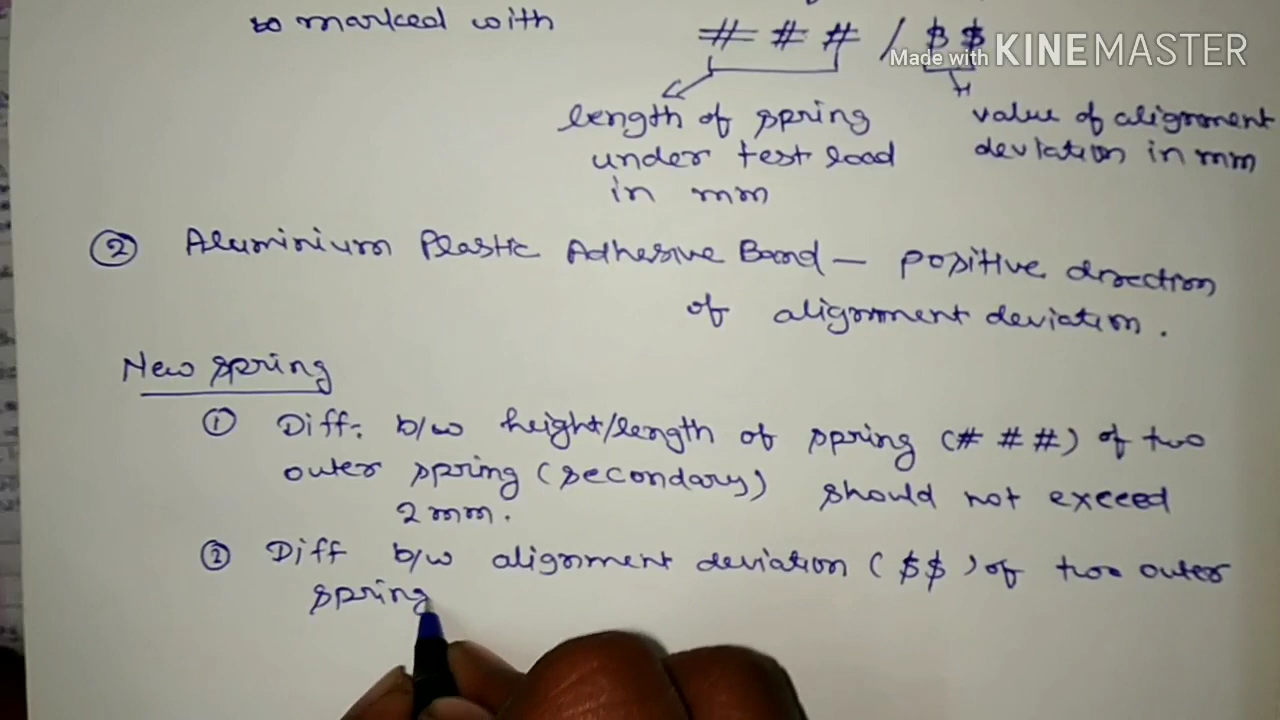 so marked with
# # # / $ $
Made with KINEMASTER
length of spring
under test load
in mm
value of alignment
deviation in mm
② Aluminium Plastic Adhesive Band – positive direction
of alignment deviation.
New spring
① Diff: b/w height/length of spring (# # #) of two
outer spring (secondary) should not exceed
2 mm.
② Diff b/w alignment deviation ( $$ ) of two outer
spring